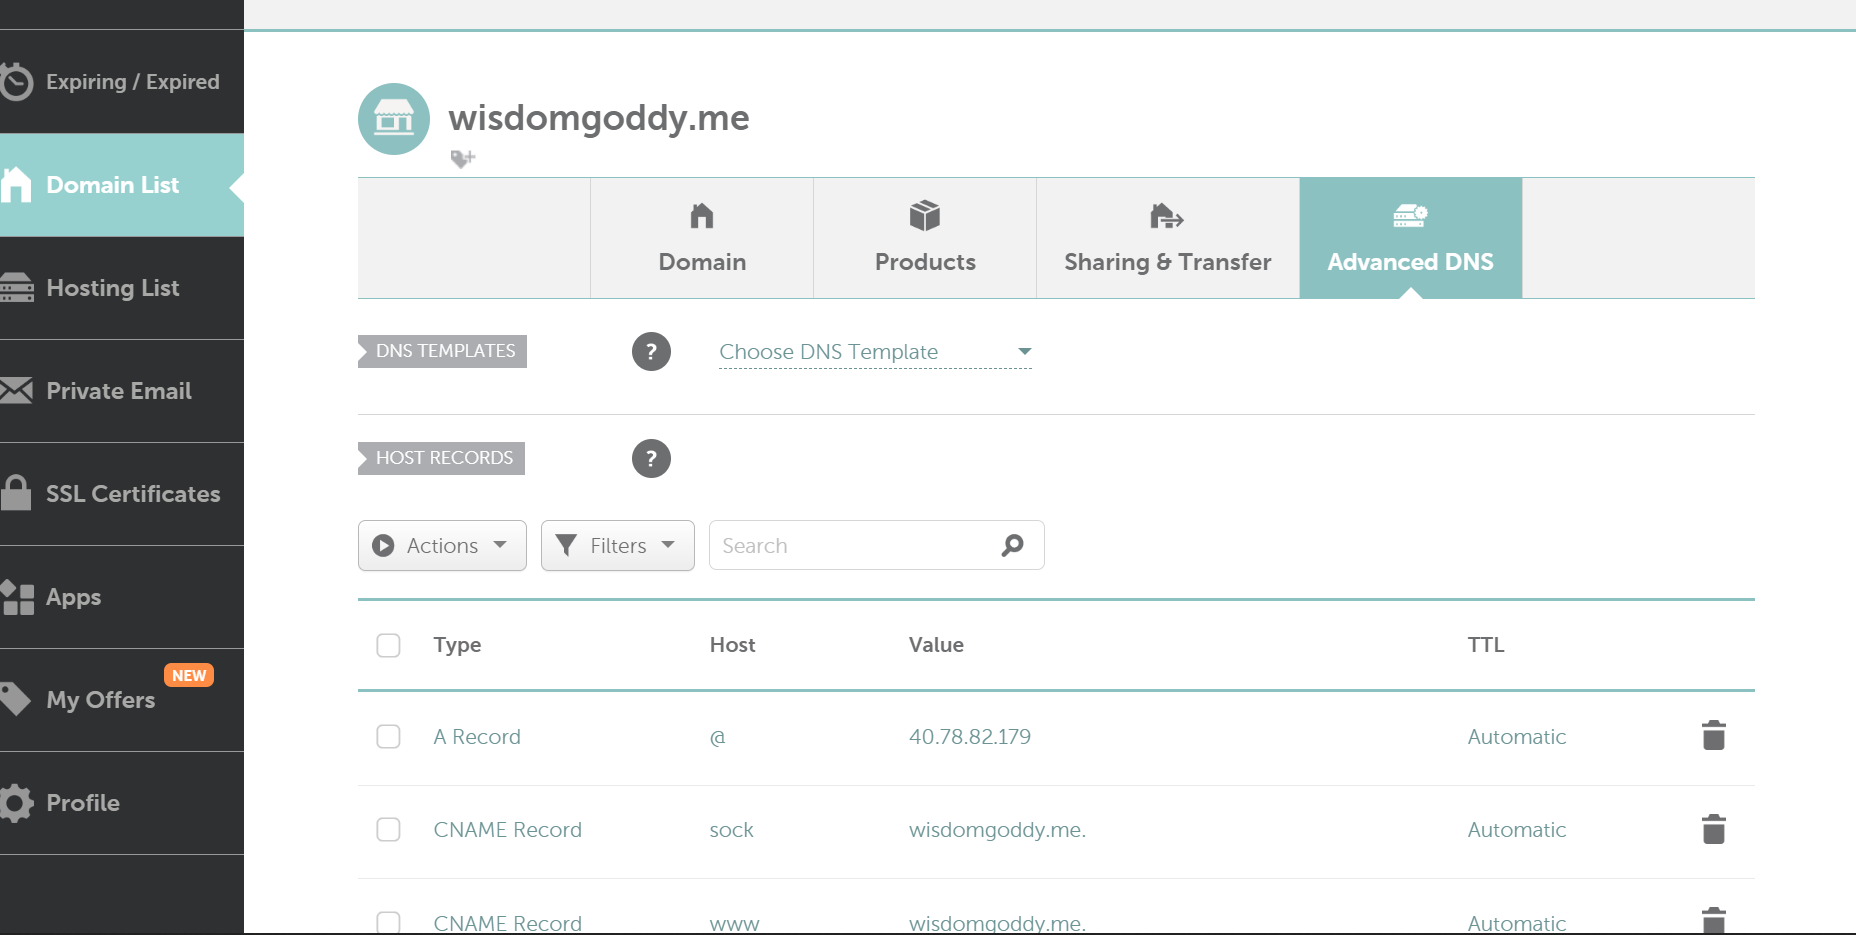 Expiring / Expired
Domain List
Hosting List
Private Email
SSL Certificates
Apps
NEW
My Offers
Profile
wisdomgoddy.me
Domain
Products
Sharing & Transfer
Advanced DNS
DNS TEMPLATES ? Choose DNS Template
HOST RECORDS ?
Actions Filters Search
Type Host Value TTL
A Record @ 40.78.82.179 Automatic
CNAME Record sock wisdomgoddy.me. Automatic
CNAME Record www wisdomgoddy.me. Automatic